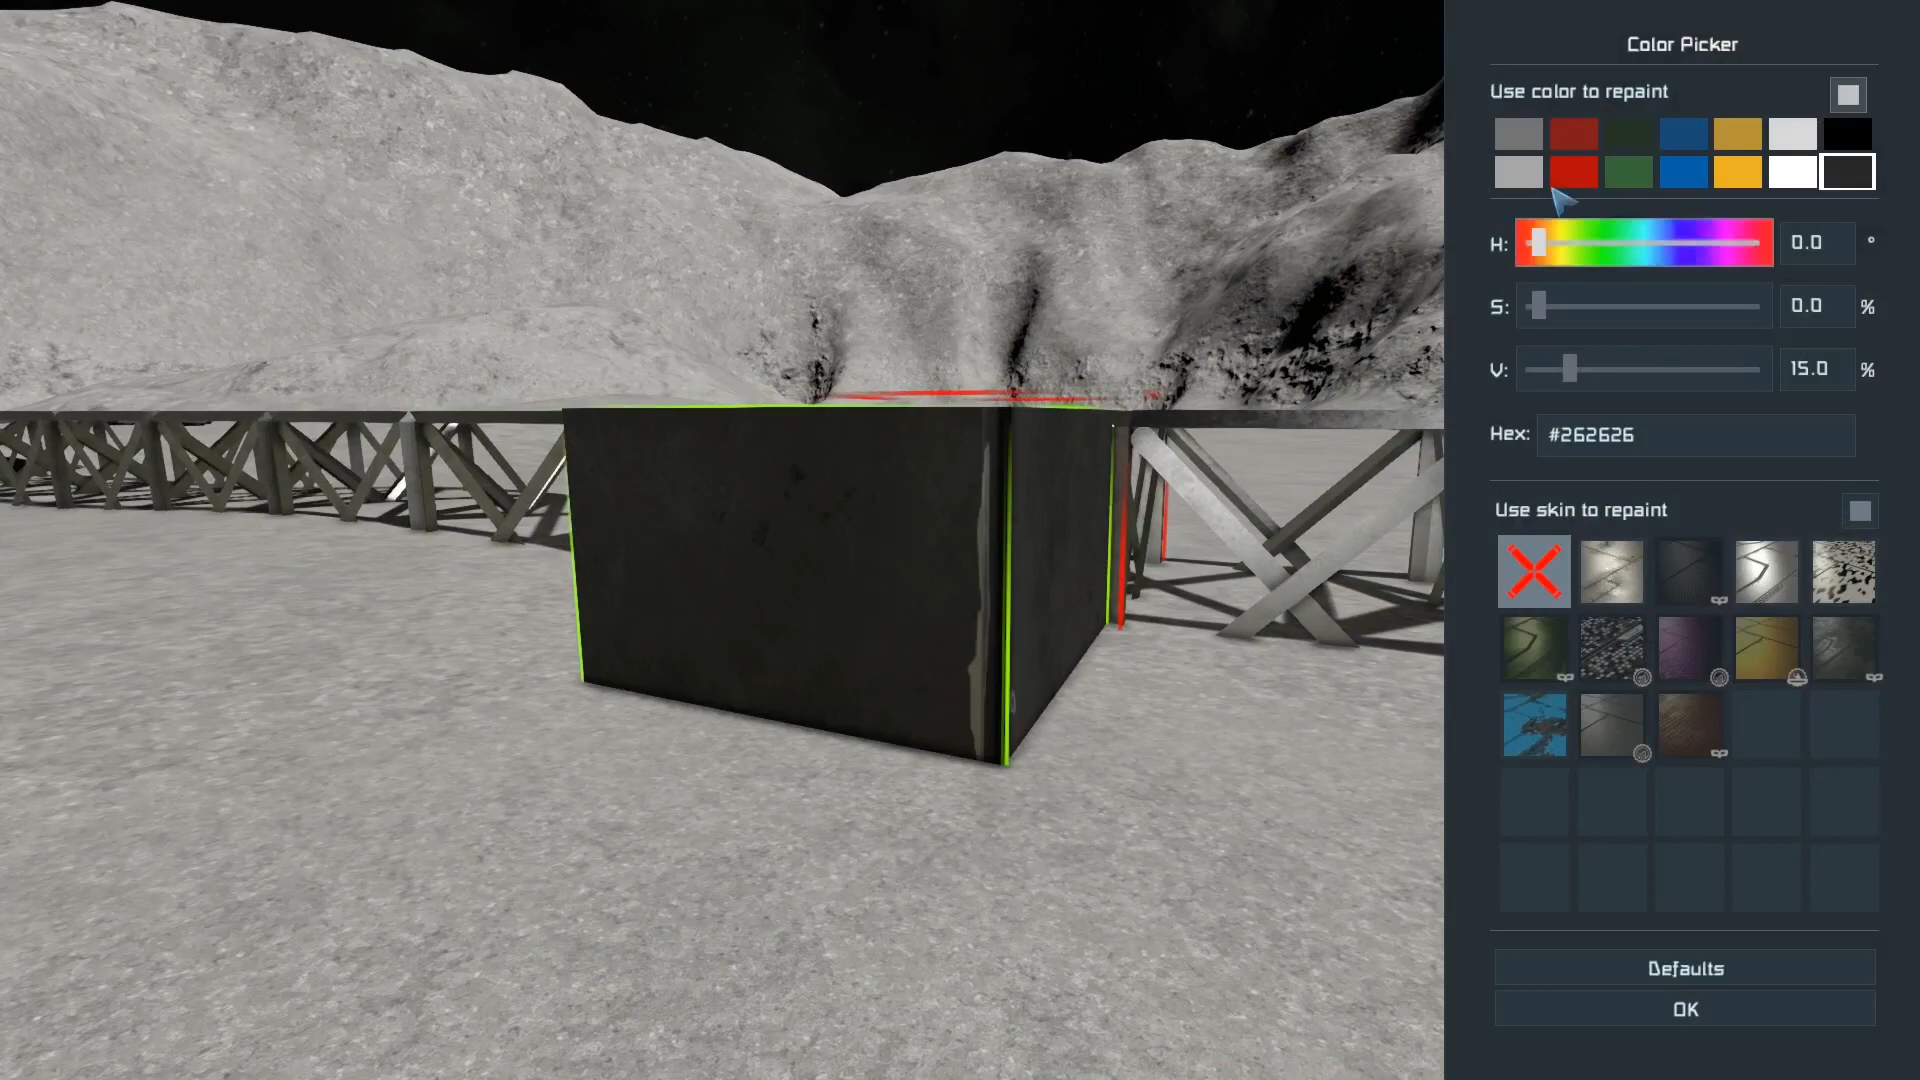 Color Picker
Use color to repaint
H: 0.0 °
S: 0.0 %
V: 15.0 %
Hex: #262626
Use skin to repaint
Defaults
OK